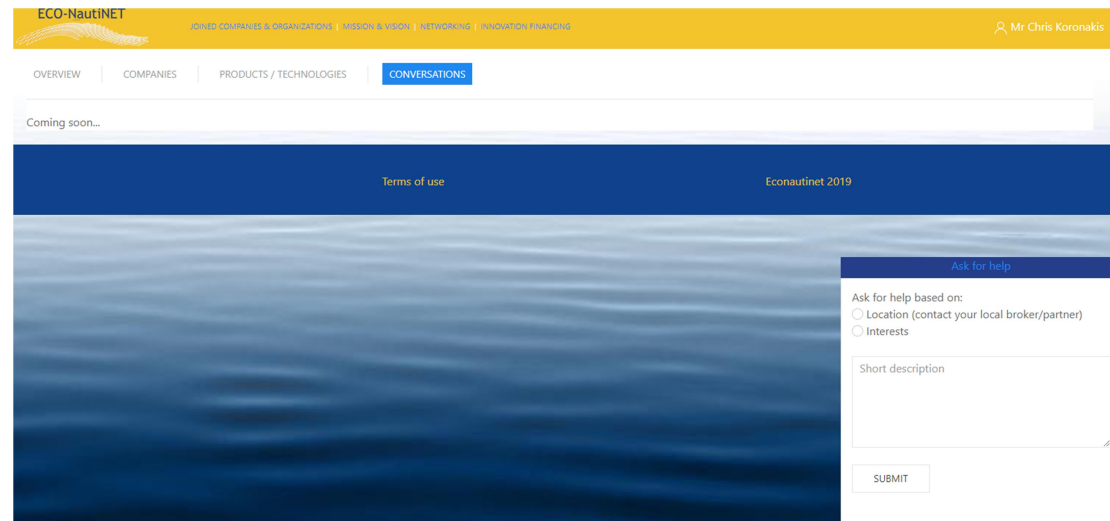 ECO-NautiNET
JOINED COMPANIES & ORGANIZATIONS | MISSION & VISION | NETWORKING | INNOVATION FINANCING
Mr Chris Koronakis
OVERVIEW COMPANIES PRODUCTS / TECHNOLOGIES CONVERSATIONS
Coming soon...
Terms of use Econautinet 2019
Ask for help
Ask for help based on:
Location (contact your local broker/partner)
Interests
Short description
SUBMIT